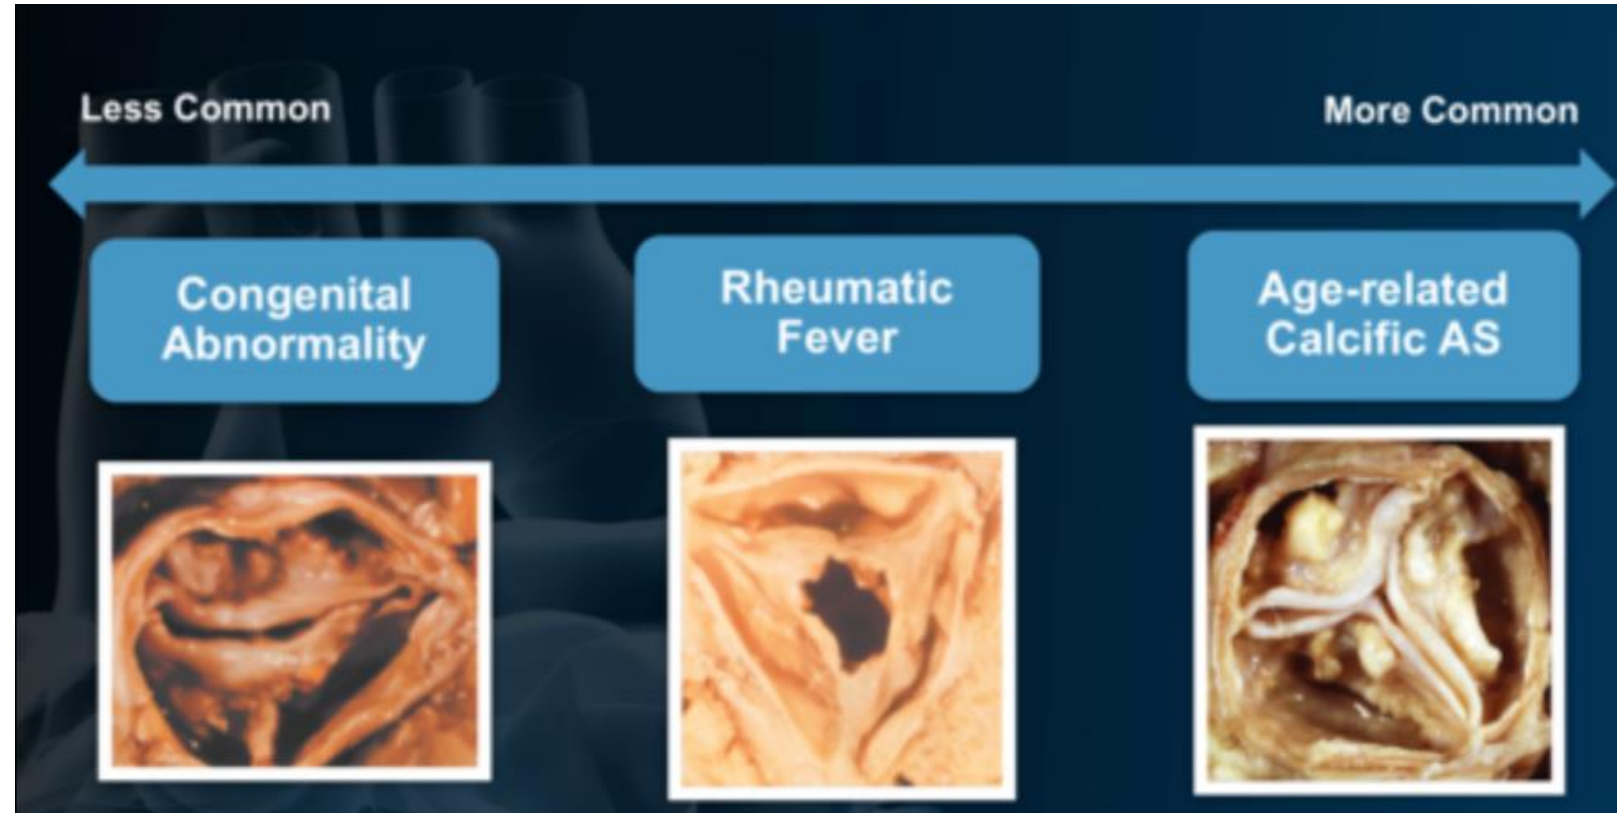 Less Common
More Common
Congenital
Abnormality
Rheumatic
Fever
Age-related
Calcific AS